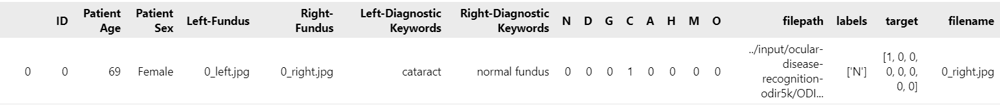 ID Patient Age Patient Sex Left-Fundus Right-Fundus Left-Diagnostic Keywords Right-Diagnostic Keywords N D G C A H M O filepath labels target filename
0 0 69 Female 0_left.jpg 0_right.jpg cataract normal fundus 0 0 0 1 0 0 0 0 ../input/ocular-disease-recognition-odir5k/ODI... ['N'] [1, 0, 0, 0, 0, 0, 0, 0] 0_right.jpg